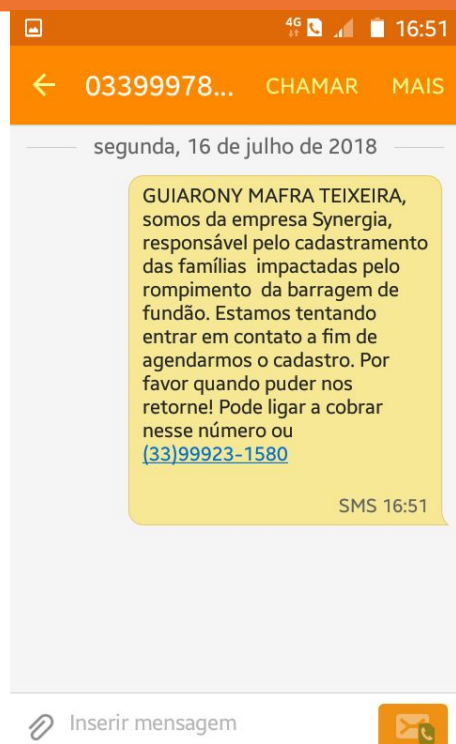 4G 16:51
03399978... CHAMAR MAIS
segunda, 16 de julho de 2018
GUIARONY MAFRA TEIXEIRA,
somos da empresa Synergia,
responsável pelo cadastramento
das famílias impactadas pelo
rompimento da barragem de
fundão. Estamos tentando
entrar em contato a fim de
agendarmos o cadastro. Por
favor quando puder nos
retorne! Pode ligar a cobrar
nesse número ou
(33)99923-1580
SMS 16:51
Inserir mensagem